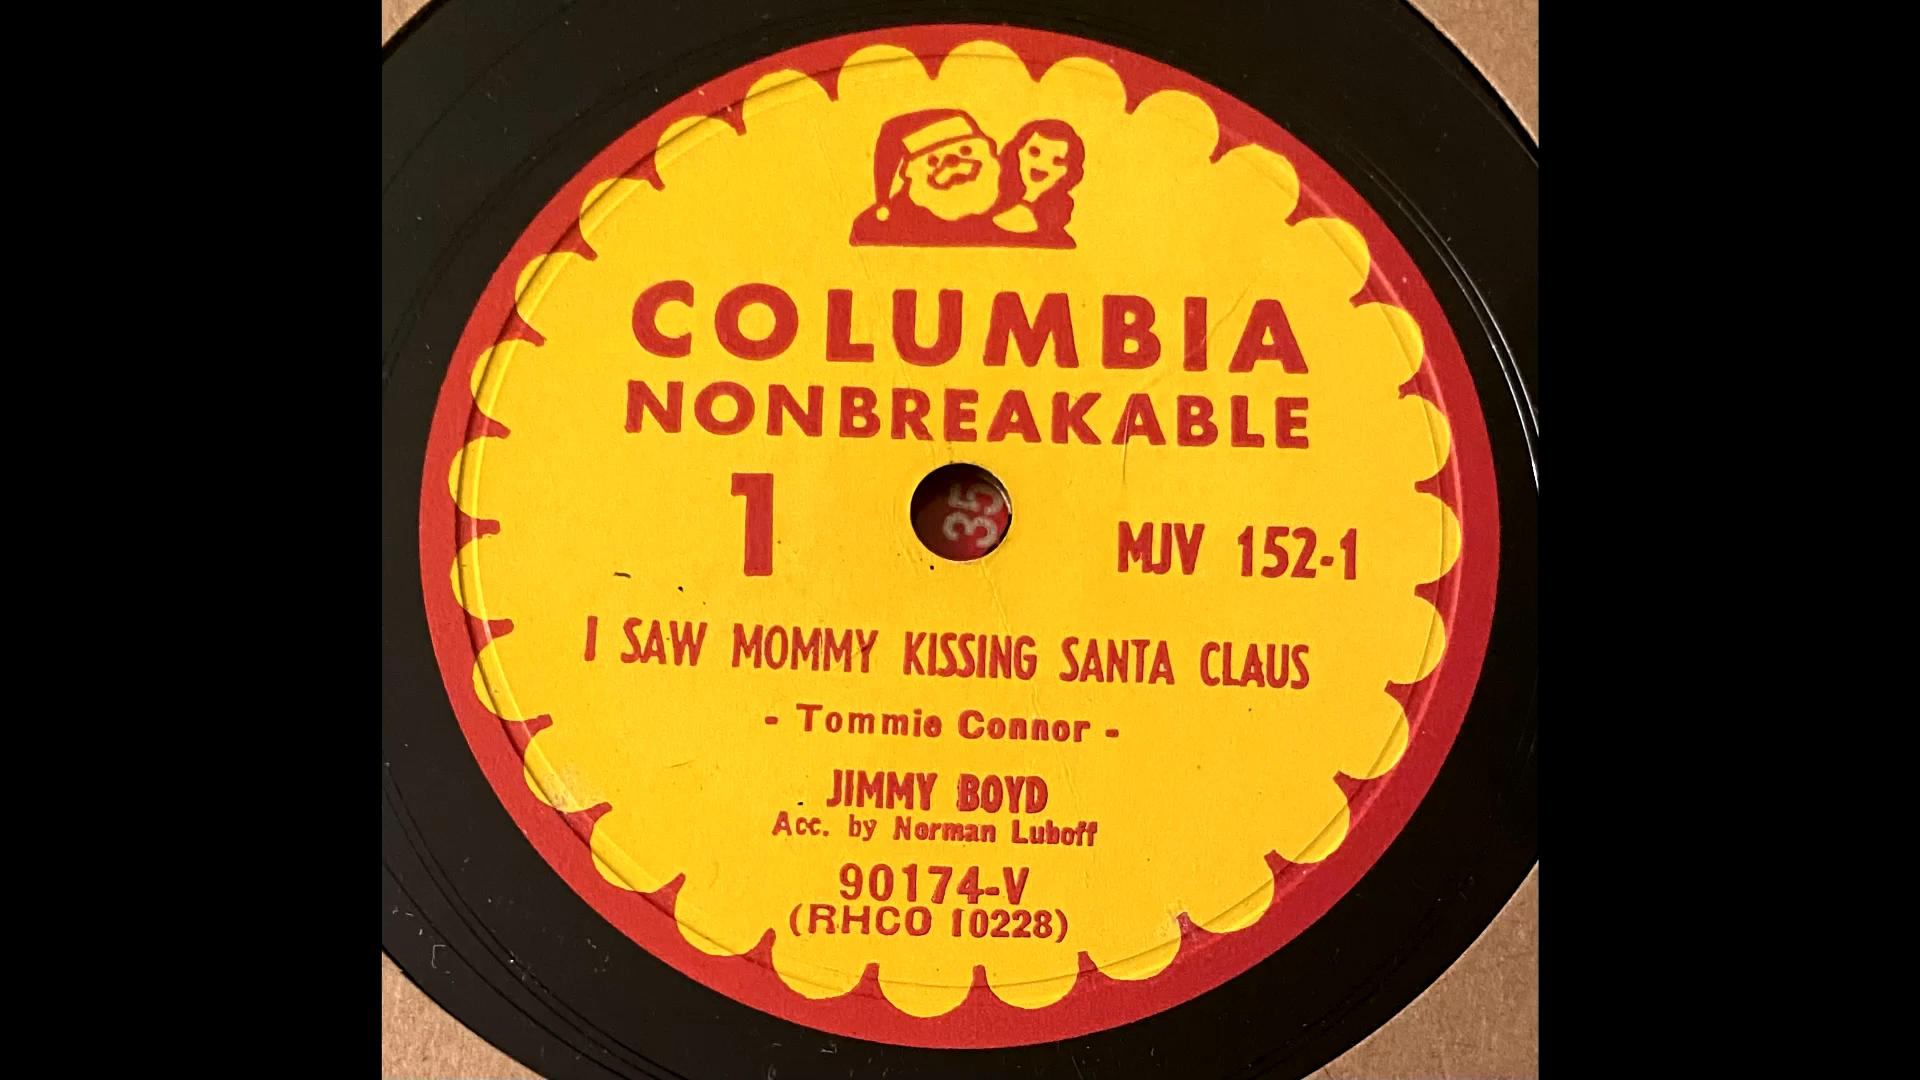 COLUMBIA
NONBREAKABLE
1
35
MJV 152-1
I SAW MOMMY KISSING SANTA CLAUS
- Tommie Connor -
JIMMY BOYD
Acc. by Norman Luboff
90174-V
(RHCO 10228)